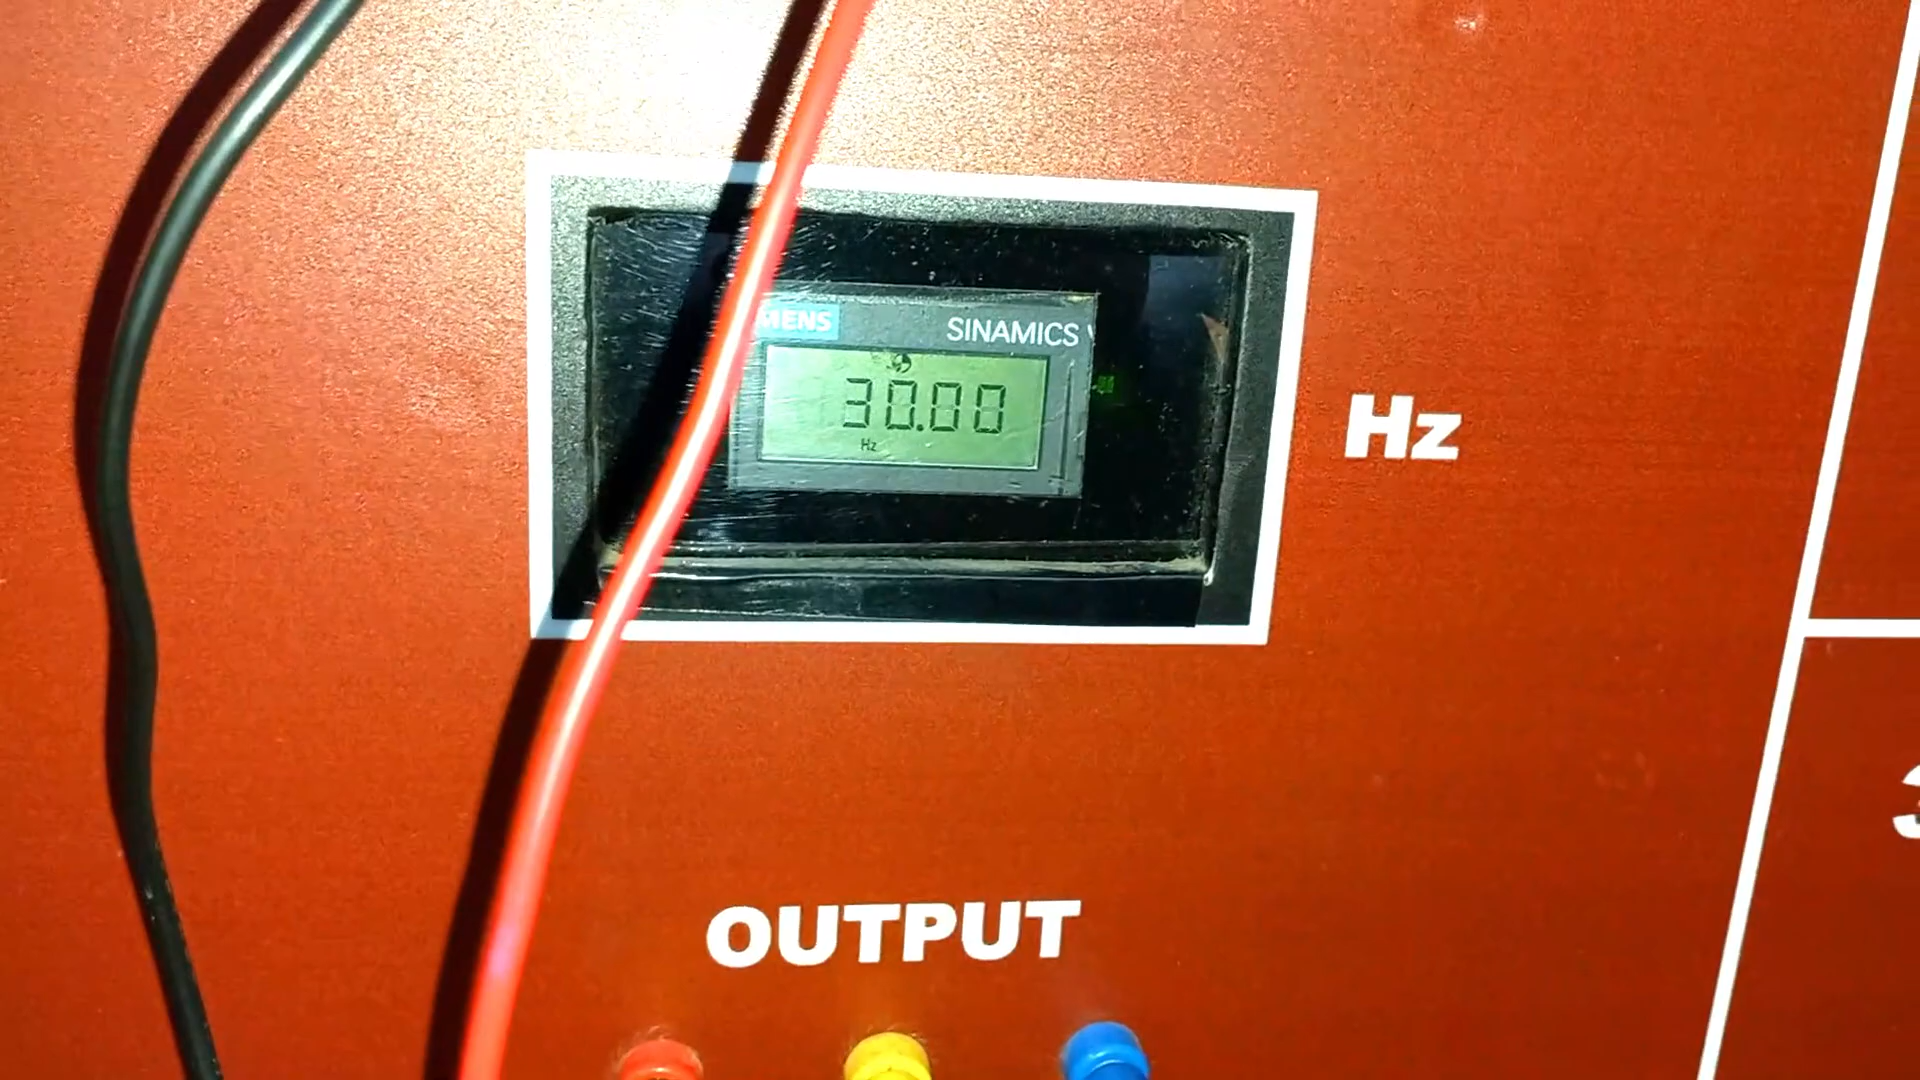 MENS
SINAMICS
30.00
Hz
Hz
OUTPUT